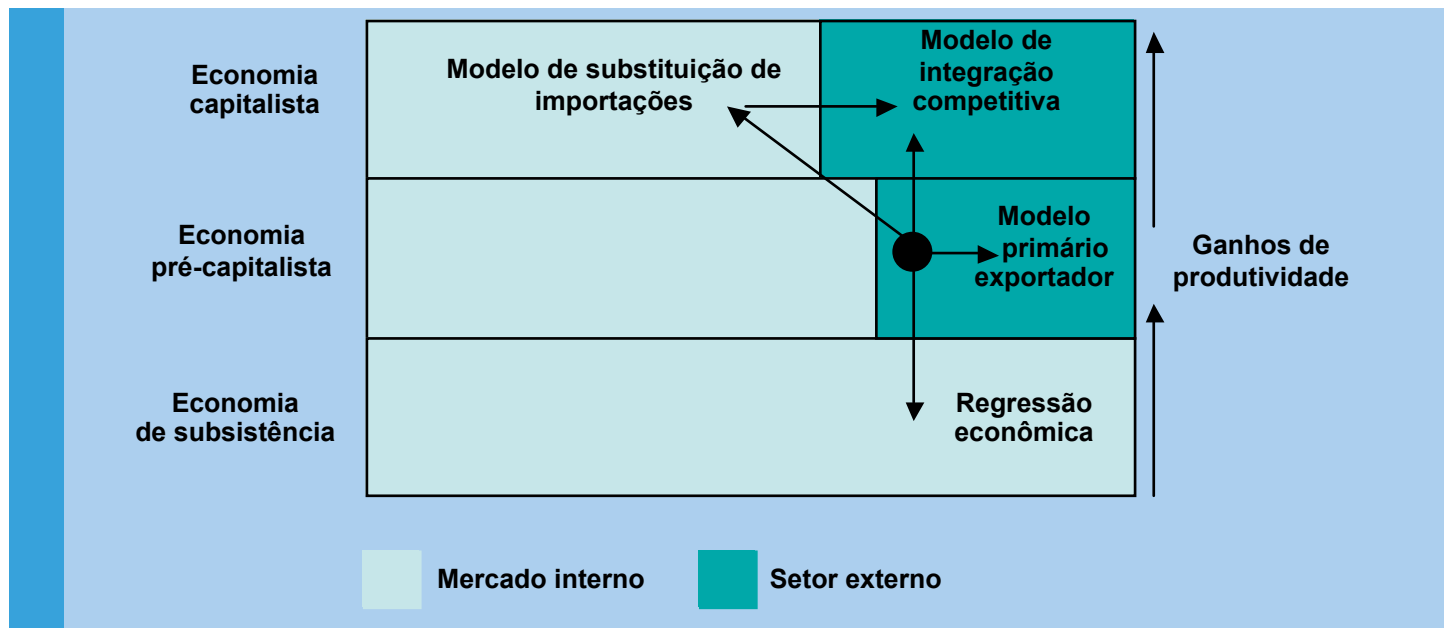 Economia
capitalista
Modelo de substituição de
importações
Modelo de
integração
competitiva
Economia
pré-capitalista
Modelo
primário
exportador
Ganhos de
produtividade
Economia
de subsistência
Regressão
econômica
Mercado interno
Setor externo